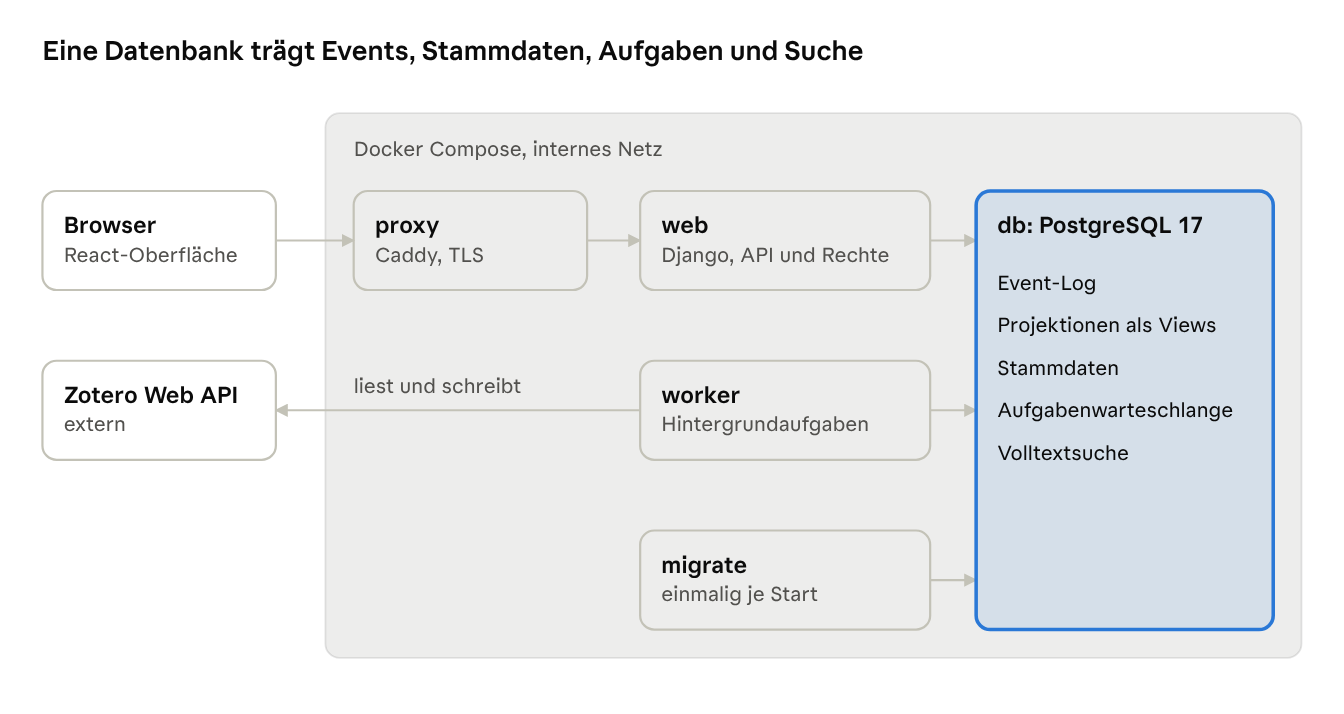 Eine Datenbank trägt Events, Stammdaten, Aufgaben und Suche
Docker Compose, internes Netz
Browser
React-Oberfläche
proxy
Caddy, TLS
web
Django, API und Rechte
db: PostgreSQL 17
Event-Log
Projektionen als Views
Stammdaten
Aufgabenwarteschlange
Volltextsuche
Zotero Web API
extern
liest und schreibt
worker
Hintergrundaufgaben
migrate
einmalig je Start